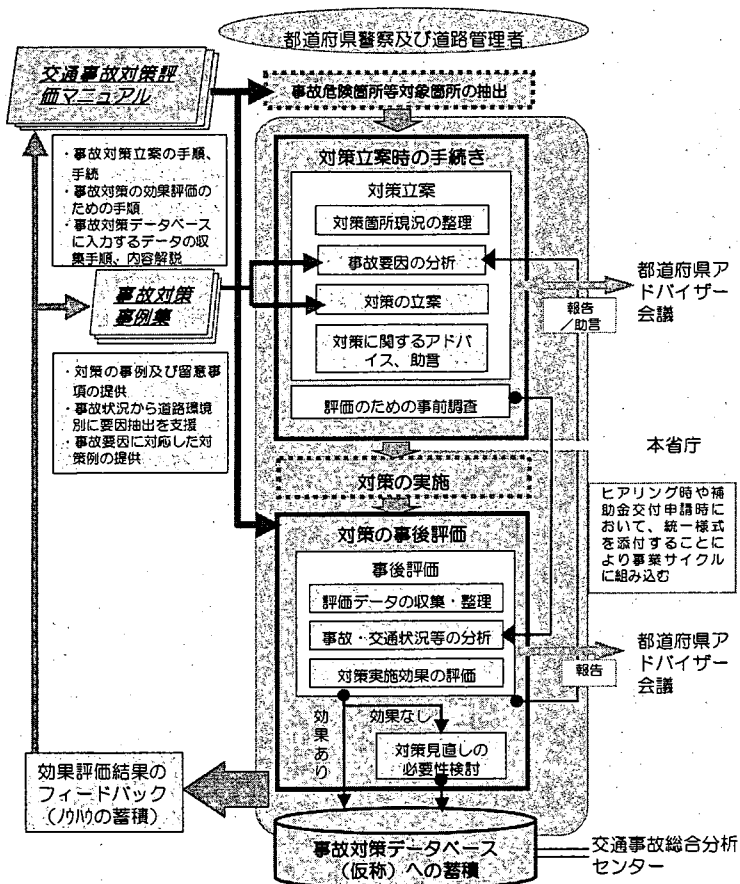 都道府県警察及び道路管理者
交通事故対策評
価マニュアル
事故危険箇所等対象箇所の抽出
・事故対策立案の手順、
手続
・事故対策の効果評価の
ための手順
・事故対策データベース
に入力するデータの収
集手順、内容解説
対策立案時の手続き
対策立案
対策箇所現況の整理
事故要因の分析
対策の立案
対策に関するアドバ
イス、助言
評価のための事前調査
都道府県ア
ドバイザー
会議
報告
／助言
事故対策
事例集
・対策の事例及び留意事
項の提供
・事故状況から道路環境
別に要因抽出を支援
・事故要因に対応した対
策例の提供
本省庁
対策の実施
ヒアリング時や補
助金交付申請時に
おいて、統一様式
を添付することに
より事業サイクル
に組み込む
対策の事後評価
事後評価
評価データの収集・整理
事故・交通状況等の分析
対策実施効果の評価
都道府県ア
ドバイザー
会議
報告
効果あり
効果なし
対策見直しの
必要性検討
効果評価結果の
フィードバック
（ノウハウの蓄積）
事故対策データベース
（仮称）への蓄積
交通事故総合分析
センター